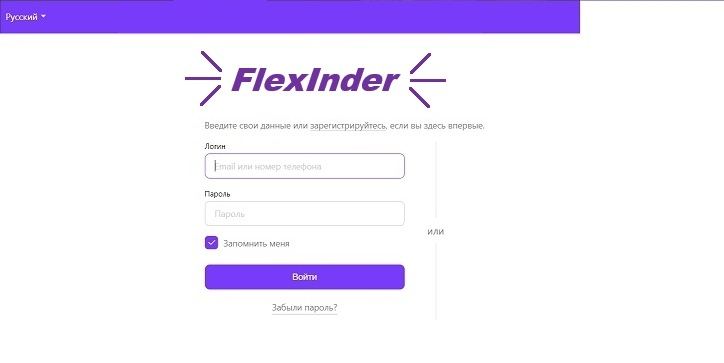 Русский
FlexInder
Введите свои данные или зарегистрируйтесь, если вы здесь впервые.
Логин
Email или номер телефона
Пароль
Пароль
или
Запомнить меня
Войти
Забыли пароль?